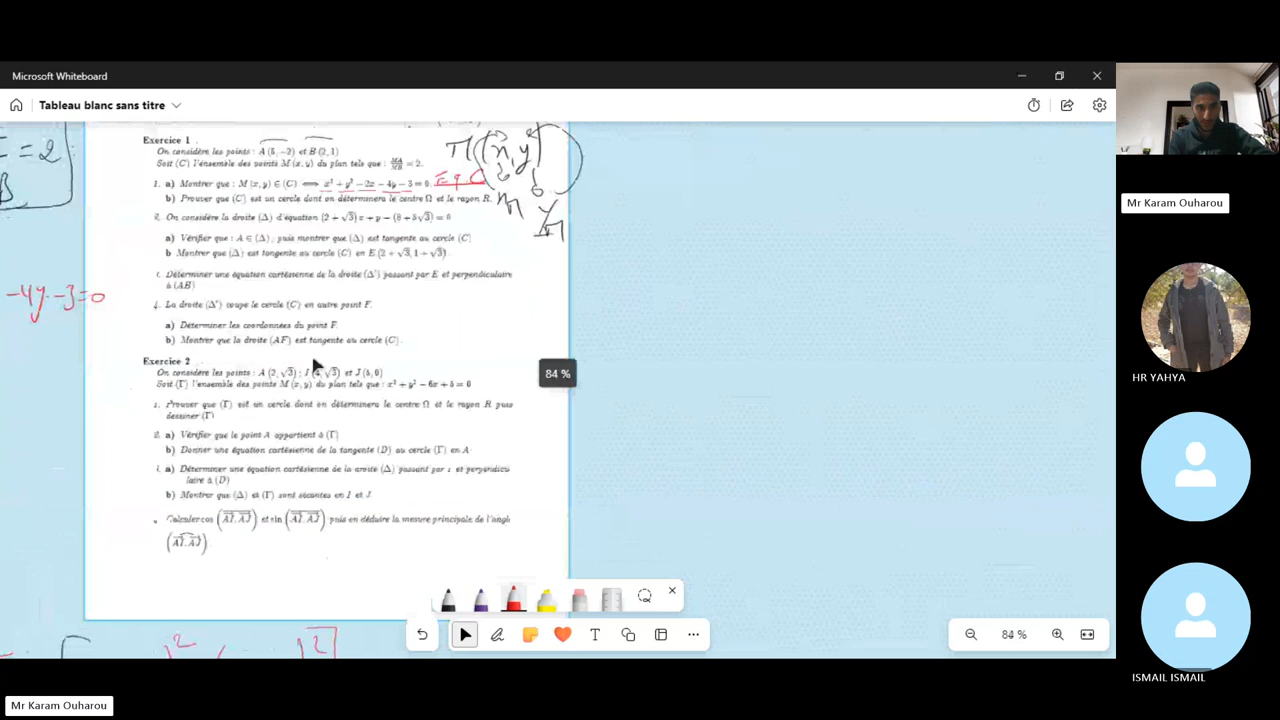 Microsoft Whiteboard
Tableau blanc sans titre
Exercice 1
On considère les points : A (5, −2) et B (2, 1)
Soit (C) l'ensemble des points M (x, y) du plan tels que : MA/MB = 2.
1. a) Montrer que : M (x, y) ∈ (C) ⟺ x² + y² − 2x − 4y − 3 = 0. Eq C
b) Prouver que (C) est un cercle dont on déterminera le centre Ω et le rayon R.
2. On considère la droite (Δ) d'équation (2 + √3) x + y − (8 + 5√3) = 0
a) Vérifier que : A ∈ (Δ), puis montrer que (Δ) est tangente au cercle (C)
b Montrer que (Δ) est tangente au cercle (C) en E (2 + √3, 1 + √3).
Déterminer une équation cartésienne de la droite (Δ') passant par E et perpendiculaire
à (AB)
4. La droite (Δ') coupe le cercle (C) en autre point F.
a) Déterminer les coordonnées du point F.
b) Montrer que la droite (AF) est tangente au cercle (C).
-4y -3=0
= 2
B
(x, y)
Exercice 2
On considère les points : A (2, √3) ; I (4, √3) et J (5, 0)
Soit (Γ) l'ensemble des points M (x, y) du plan tels que : x² + y² − 6x + 5 = 0
1. Prouver que (Γ) est un cercle dont on déterminera le centre Ω et le rayon R puis
dessiner (Γ)
2. a) Vérifier que le point A appartient à (Γ)
b) Donner une équation cartésienne de la tangente (D) au cercle (Γ) en A
a) Déterminer une équation cartésienne de la droite (Δ) passant par et perpendicu
laire à (D)
b) Montrer que (Δ) et (Γ) sont sécantes en I et J.
Calculer cos (AI, AJ) et sin (AI, AJ) puis en déduire la mesure principale de l'angle
(AI, AJ)
84 %
84 %
Mr Karam Ouharou
HR YAHYA
ISMAIL ISMAIL
Mr Karam Ouharou